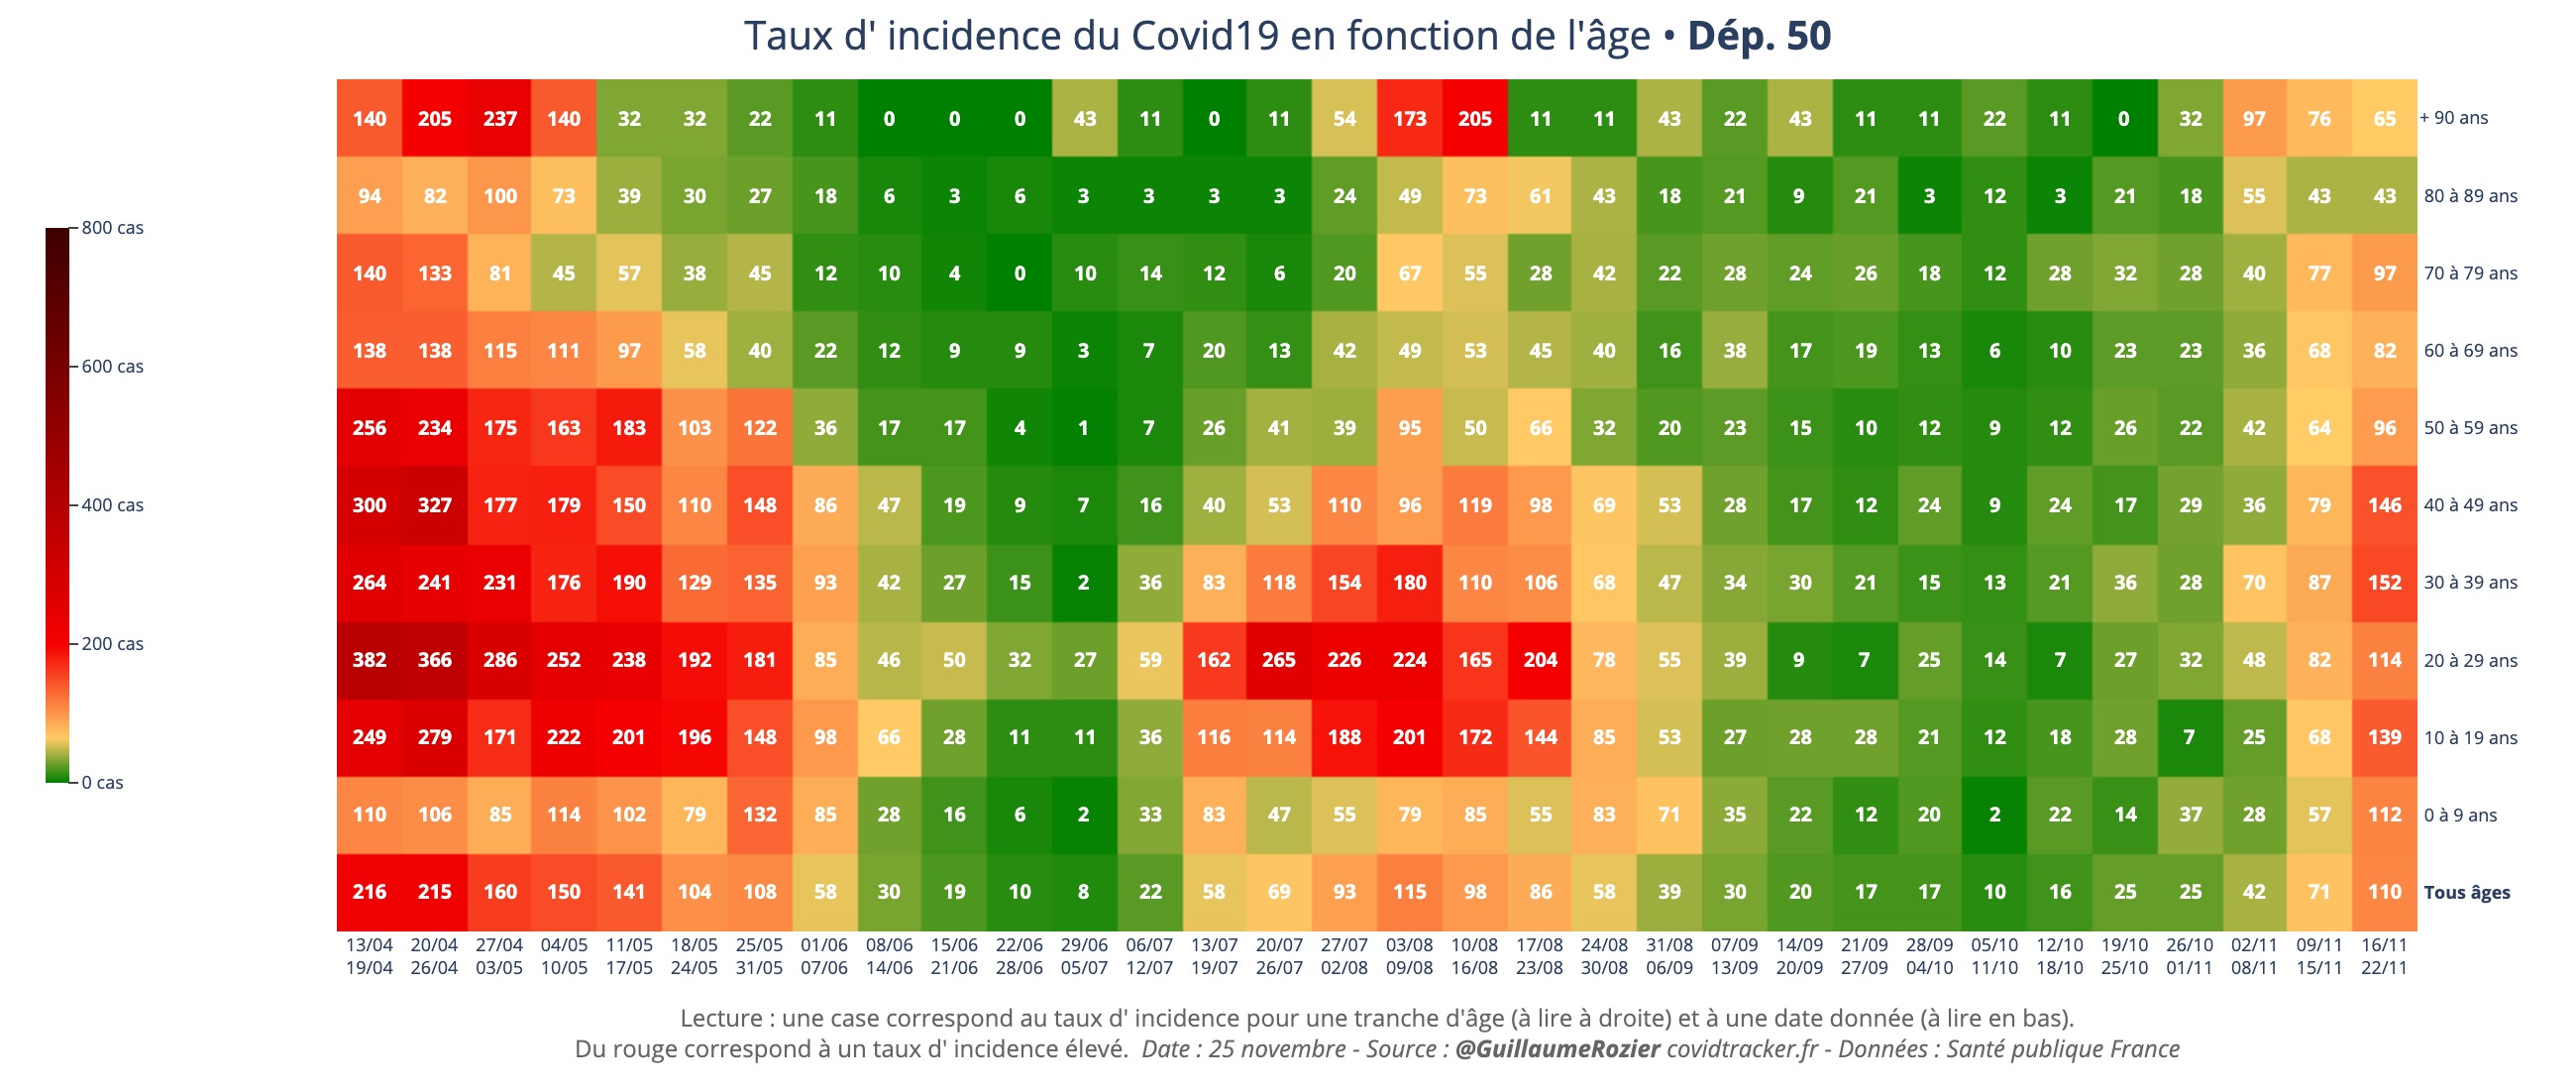 Taux d' incidence du Covid19 en fonction de l'âge • Dép. 50
800 cas
600 cas
400 cas
200 cas
0 cas
140 205 237 140 32 32 22 11 0 0 0 43 11 0 11 54 173 205 11 11 43 22 43 11 11 22 11 0 32 97 76 65 + 90 ans
94 82 100 73 39 30 27 18 6 3 6 3 3 3 3 24 49 73 61 43 18 21 9 21 3 12 3 21 18 55 43 43 80 à 89 ans
140 133 81 45 57 38 45 12 10 4 0 10 14 12 6 20 67 55 28 42 22 28 24 26 18 12 28 32 28 40 77 97 70 à 79 ans
138 138 115 111 97 58 40 22 12 9 9 3 7 20 13 42 49 53 45 40 16 38 17 19 13 6 10 23 23 36 68 82 60 à 69 ans
256 234 175 163 183 103 122 36 17 17 4 1 7 26 41 39 95 50 66 32 20 23 15 10 12 9 12 26 22 42 64 96 50 à 59 ans
300 327 177 179 150 110 148 86 47 19 9 7 16 40 53 110 96 119 98 69 53 28 17 12 24 9 24 17 29 36 79 146 40 à 49 ans
264 241 231 176 190 129 135 93 42 27 15 2 36 83 118 154 180 110 106 68 47 34 30 21 15 13 21 36 28 70 87 152 30 à 39 ans
382 366 286 252 238 192 181 85 46 50 32 27 59 162 265 226 224 165 204 78 55 39 9 7 25 14 7 27 32 48 82 114 20 à 29 ans
249 279 171 222 201 196 148 98 66 28 11 11 36 116 114 188 201 172 144 85 53 27 28 28 21 12 18 28 7 25 68 139 10 à 19 ans
110 106 85 114 102 79 132 85 28 16 6 2 33 83 47 55 79 85 55 83 71 35 22 12 20 2 22 14 37 28 57 112 0 à 9 ans
216 215 160 150 141 104 108 58 30 19 10 8 22 58 69 93 115 98 86 58 39 30 20 17 17 10 16 25 25 42 71 110 Tous âges
13/04 20/04 27/04 04/05 11/05 18/05 25/05 01/06 08/06 15/06 22/06 29/06 06/07 13/07 20/07 27/07 03/08 10/08 17/08 24/08 31/08 07/09 14/09 21/09 28/09 05/10 12/10 19/10 26/10 02/11 09/11 16/11
19/04 26/04 03/05 10/05 17/05 24/05 31/05 07/06 14/06 21/06 28/06 05/07 12/07 19/07 26/07 02/08 09/08 16/08 23/08 30/08 06/09 13/09 20/09 27/09 04/10 11/10 18/10 25/10 01/11 08/11 15/11 22/11
Lecture : une case correspond au taux d' incidence pour une tranche d'âge (à lire à droite) et à une date donnée (à lire en bas).
Du rouge correspond à un taux d' incidence élevé. Date : 25 novembre - Source : @GuillaumeRozier covidtracker.fr - Données : Santé publique France